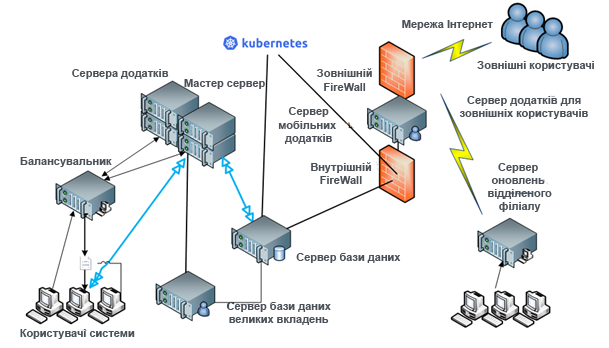 Мережа Інтернет
kubernetes
Зовнішні користувачі
Сервера додатків
Мастер сервер
Зовнішній
FireWall
Сервер додатків для
зовнішніх користувачів
Сервер
мобільних
додатків
Балансувальник
Внутрішній
FireWall
Сервер
оновлень
відділеного
філіалу
Сервер бази даних
Сервер бази даних
великих вкладень
Користувачі системи